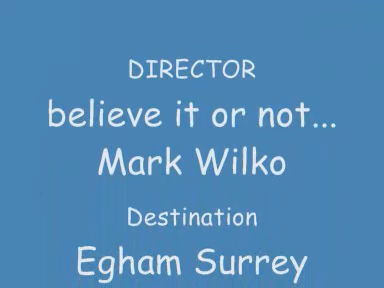 DIRECTOR
believe it or not...
Mark Wilko
Destination
Egham Surrey